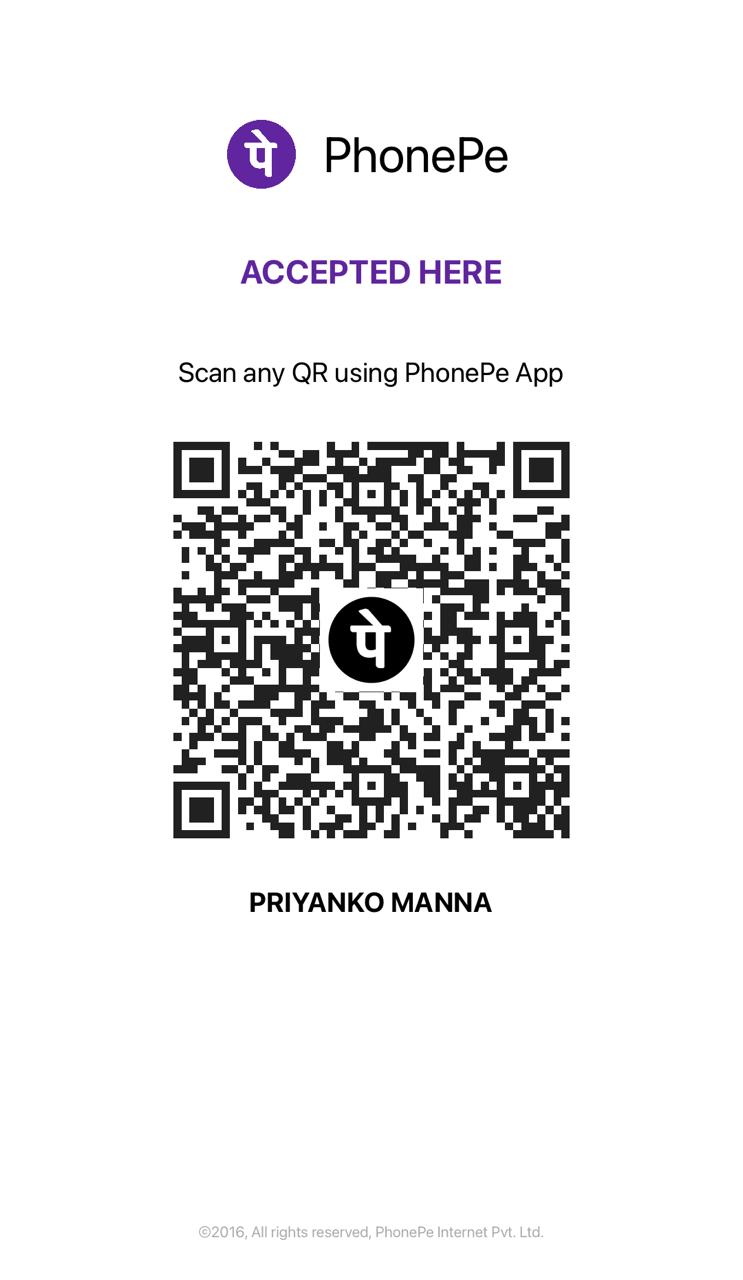 पे PhonePe
ACCEPTED HERE
Scan any QR using PhonePe App
पे
PRIYANKO MANNA
©2016, All rights reserved, PhonePe Internet Pvt. Ltd.